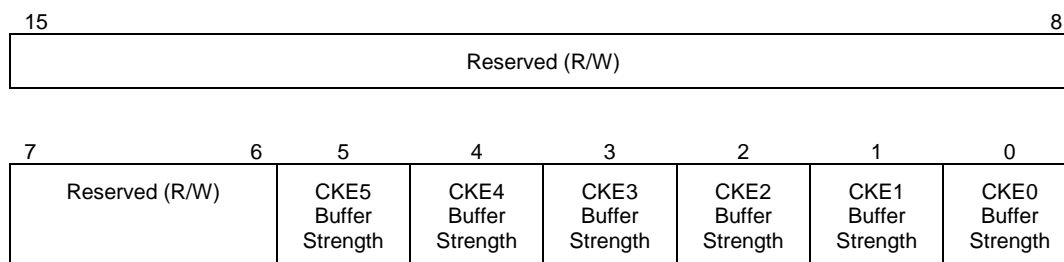 15 8
Reserved (R/W)
7 6 5 4 3 2 1 0
Reserved (R/W) CKE5 CKE4 CKE3 CKE2 CKE1 CKE0
Buffer Buffer Buffer Buffer Buffer Buffer
Strength Strength Strength Strength Strength Strength